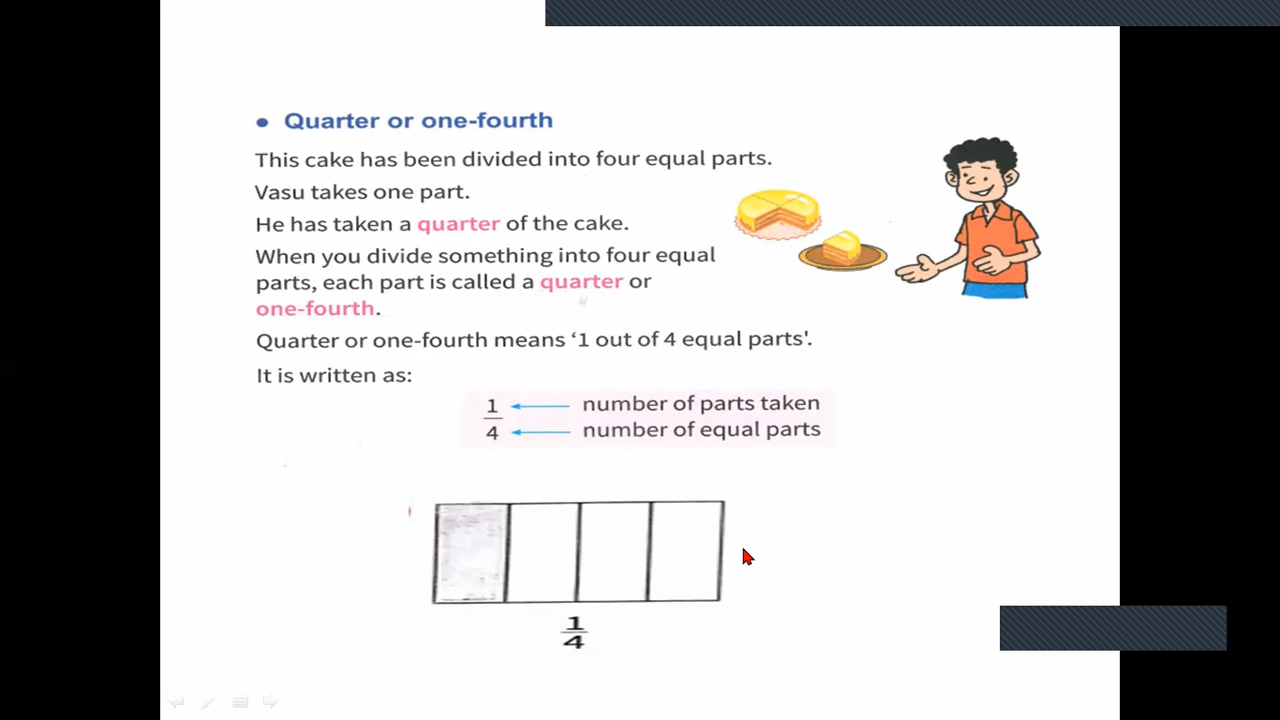 • Quarter or one-fourth
This cake has been divided into four equal parts.
Vasu takes one part.
He has taken a quarter of the cake.
When you divide something into four equal
parts, each part is called a quarter or
one-fourth.
Quarter or one-fourth means ‘1 out of 4 equal parts'.
It is written as:
1 ← number of parts taken
4 ← number of equal parts
1
4